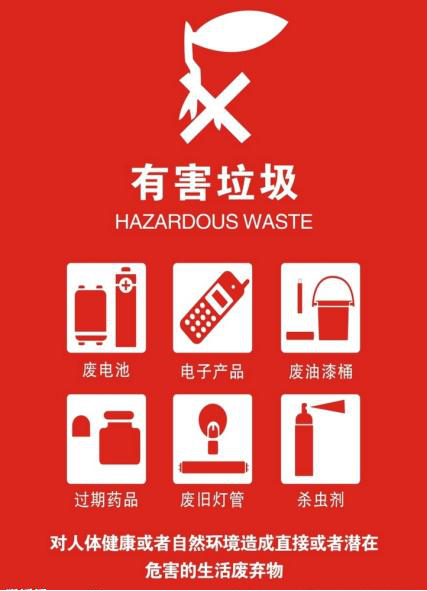 有害垃圾
HAZARDOUS WASTE
废电池
电子产品
废油漆桶
过期药品
废旧灯管
杀虫剂
对人体健康或者自然环境造成直接或者潜在
危害的生活废弃物